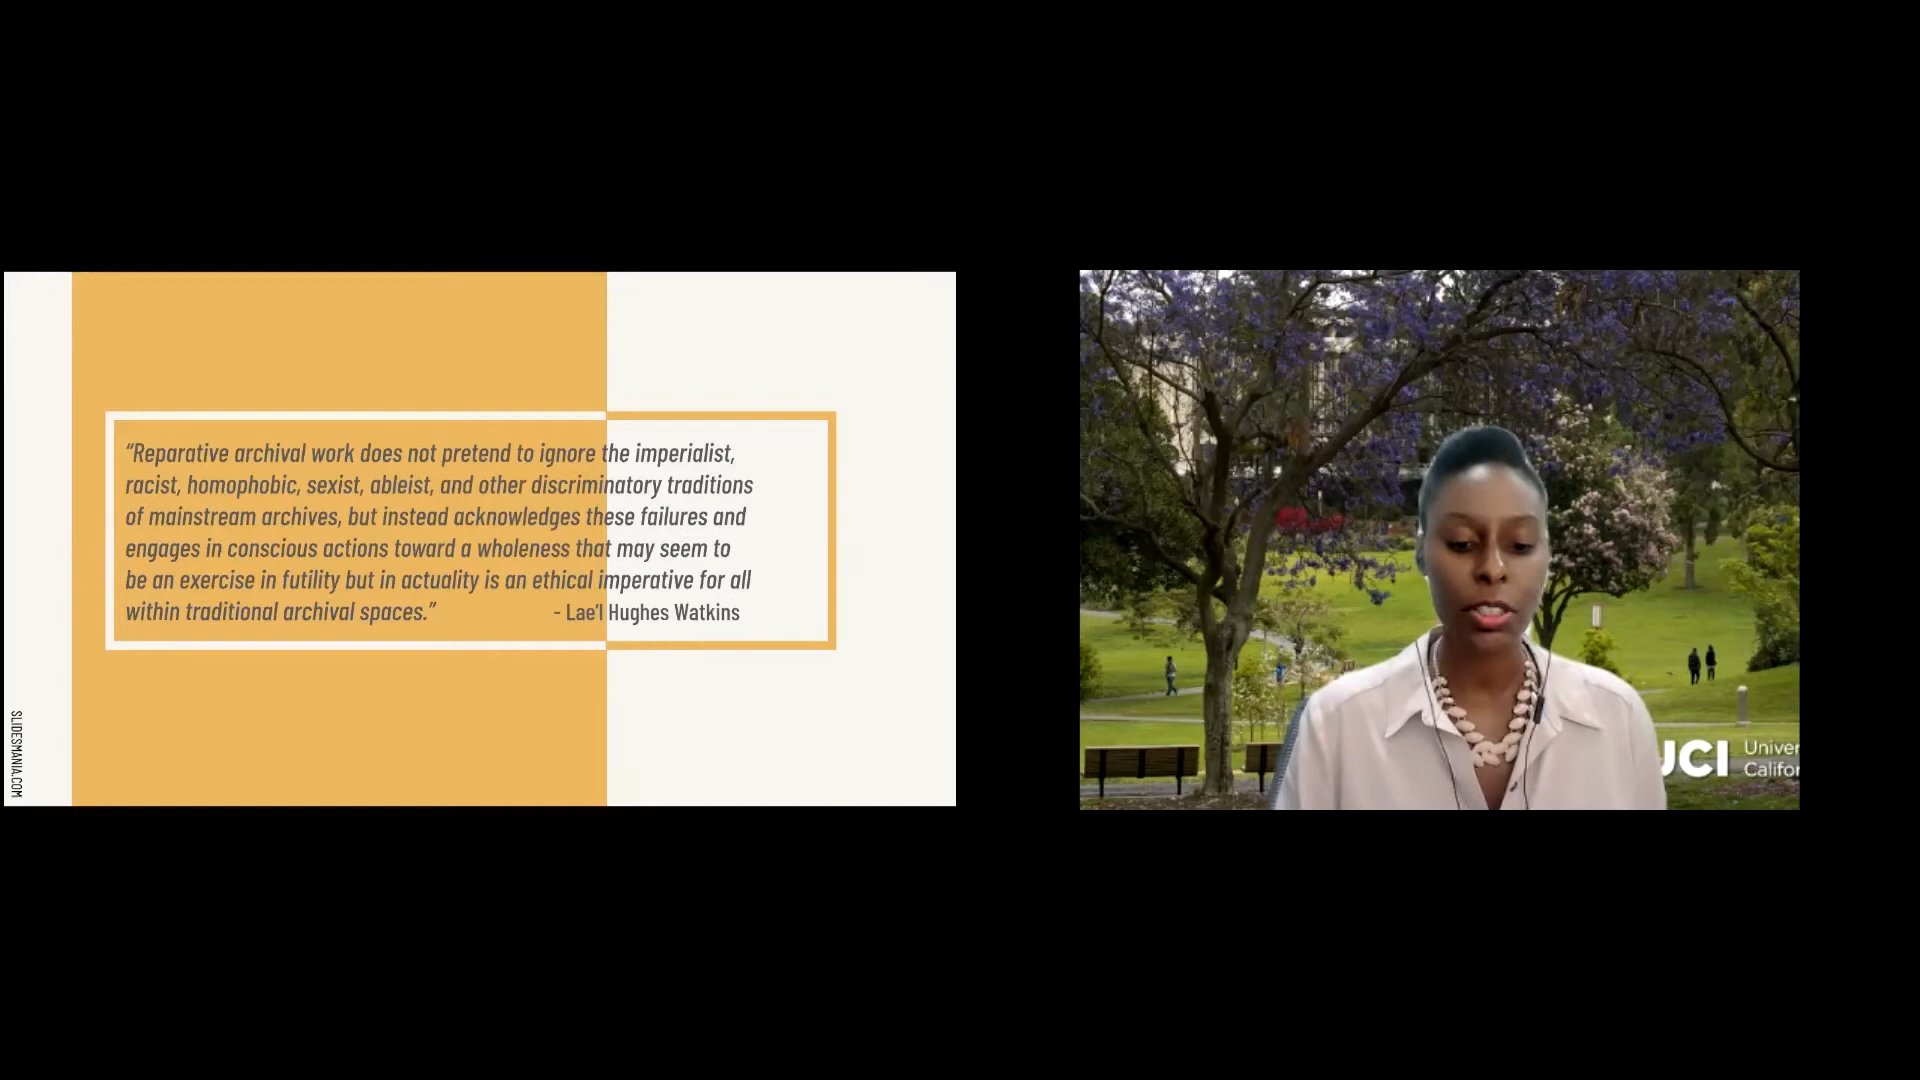 “Reparative archival work does not pretend to ignore the imperialist,
racist, homophobic, sexist, ableist, and other discriminatory traditions
of mainstream archives, but instead acknowledges these failures and
engages in conscious actions toward a wholeness that may seem to
be an exercise in futility but in actuality is an ethical imperative for all
within traditional archival spaces.” - Lae’l Hughes Watkins
SLIDESMANIA.COM
UCI
Univer
Califor